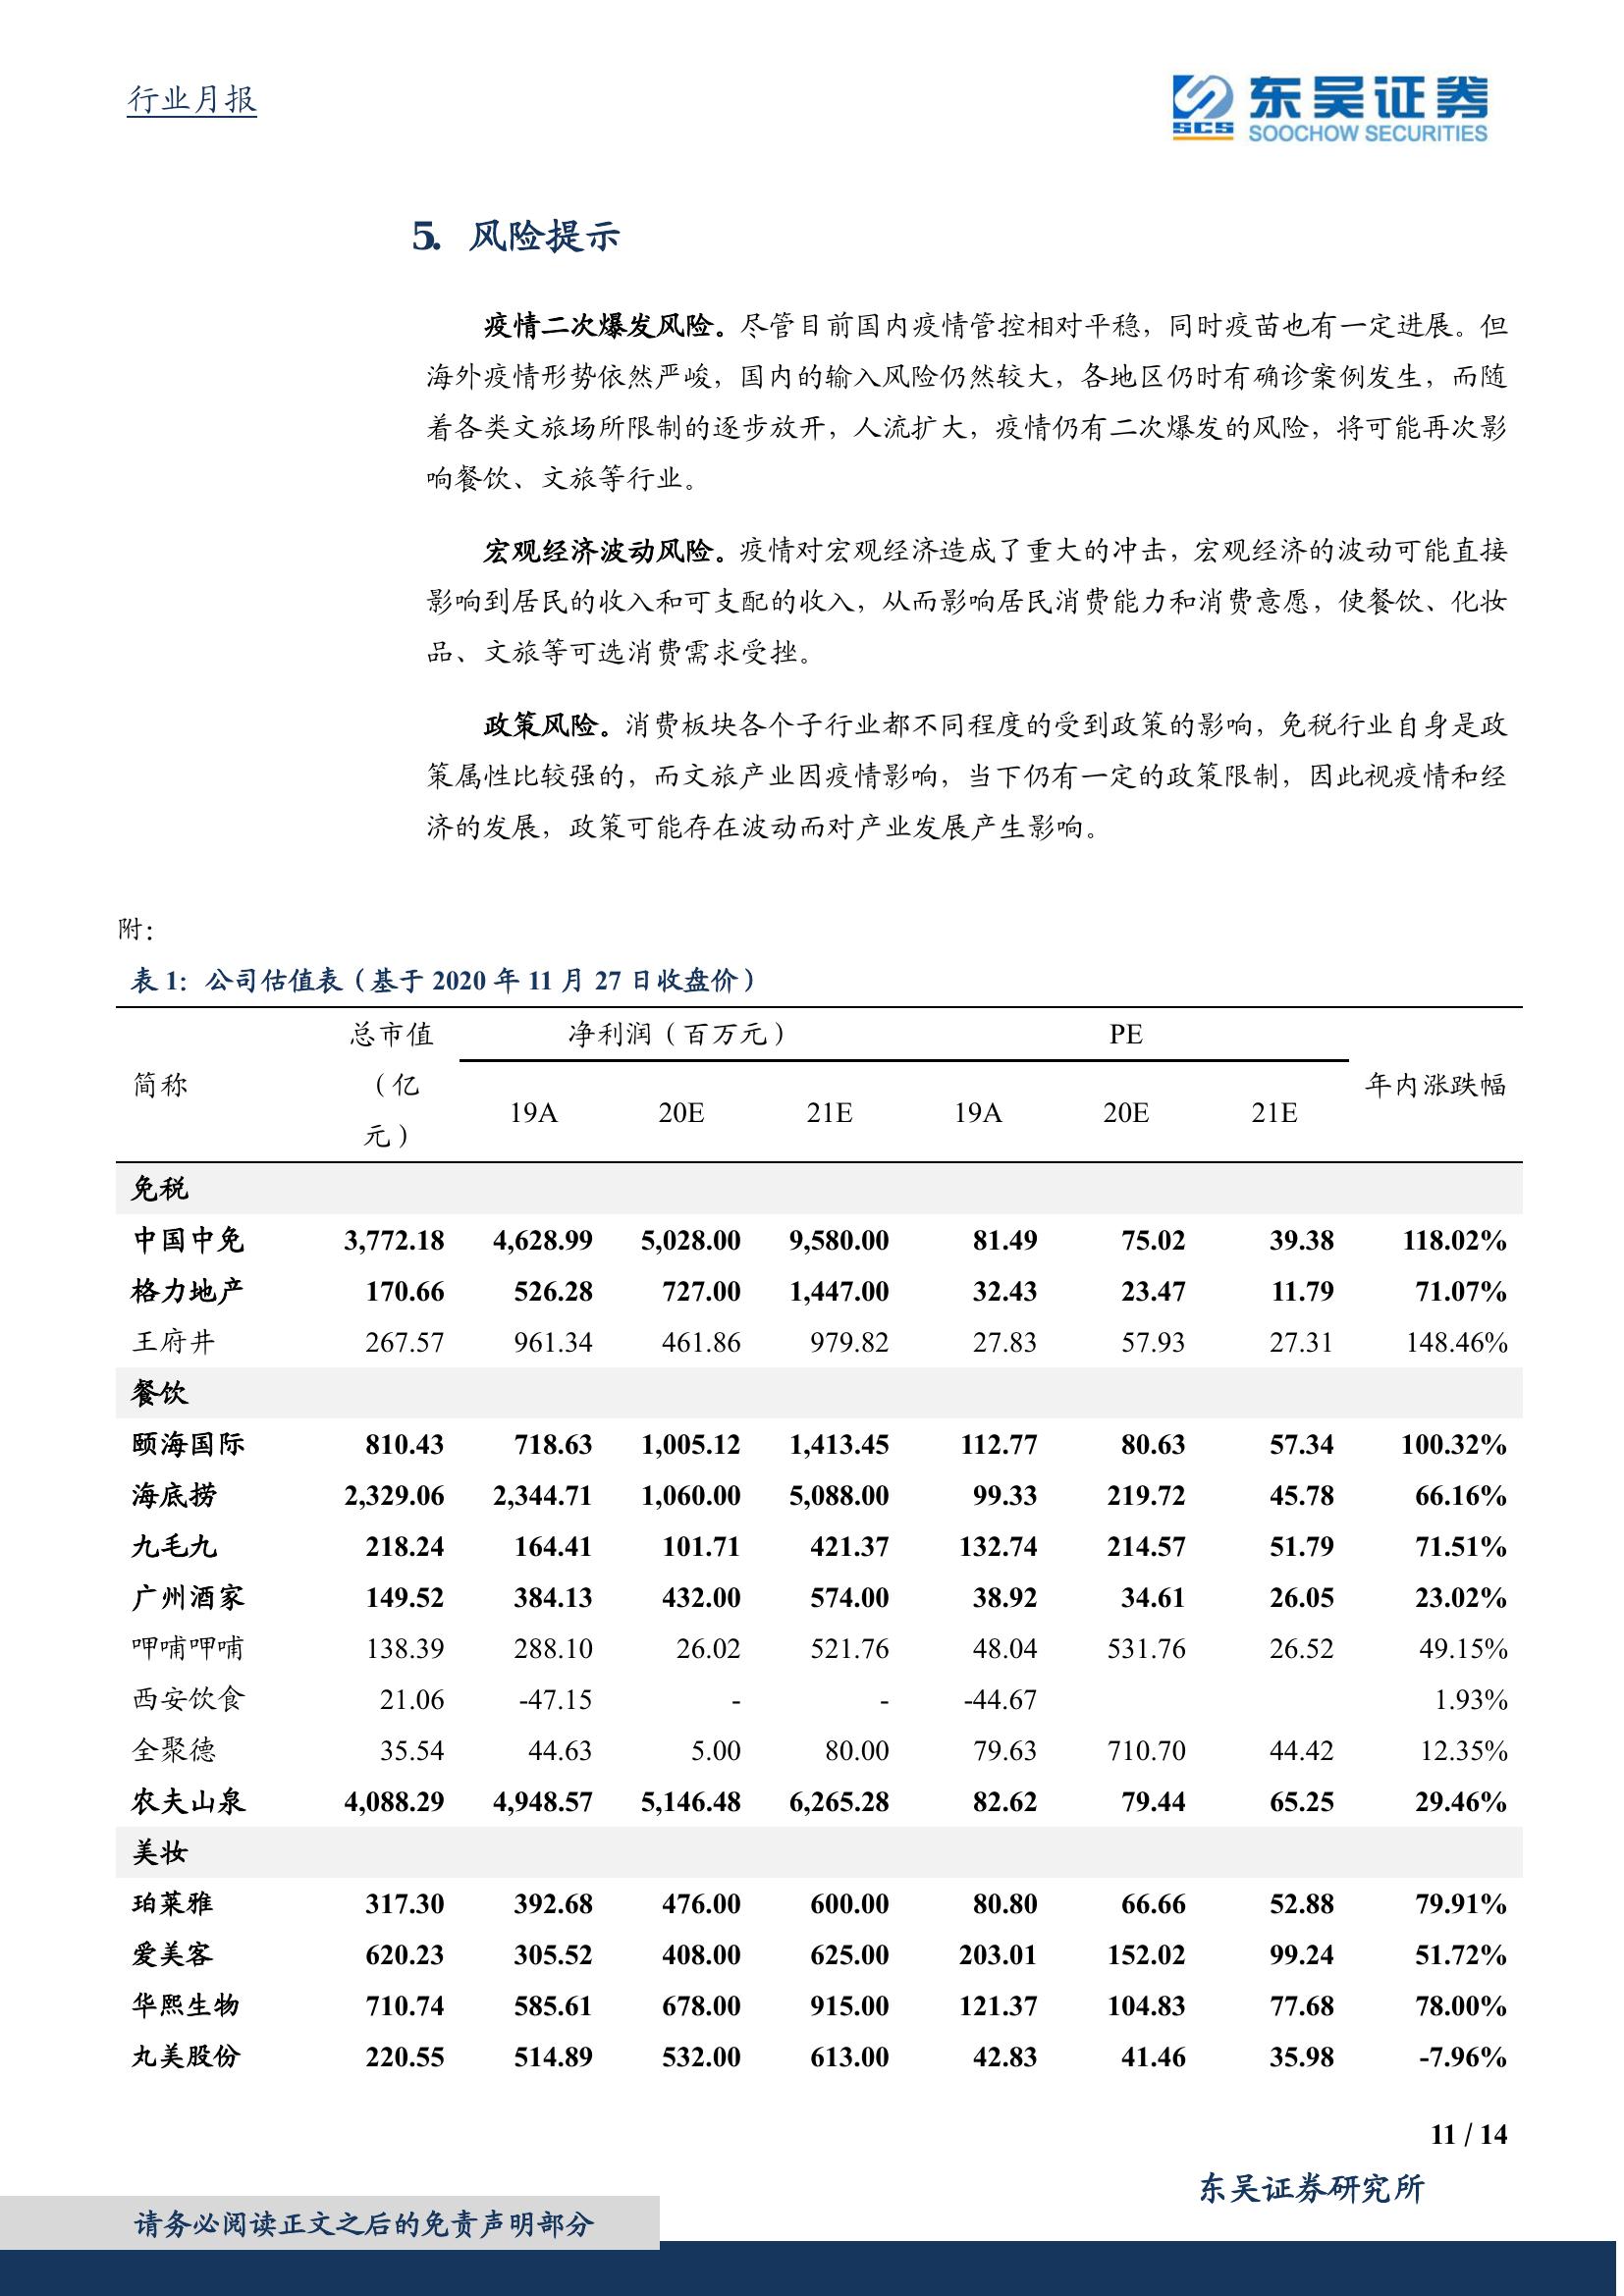 行业月报
东吴证券
SCS
SOOCHOW SECURITIES
5. 风险提示
疫情二次爆发风险。尽管目前国内疫情管控相对平稳，同时疫苗也有一定进展。但
海外疫情形势依然严峻，国内的输入风险仍然较大，各地区仍时有确诊案例发生，而随
着各类文旅场所限制的逐步放开，人流扩大，疫情仍有二次爆发的风险，将可能再次影
响餐饮、文旅等行业。
宏观经济波动风险。疫情对宏观经济造成了重大的冲击，宏观经济的波动可能直接
影响到居民的收入和可支配的收入，从而影响居民消费能力和消费意愿，使餐饮、化妆
品、文旅等可选消费需求受挫。
政策风险。消费板块各个子行业都不同程度的受到政策的影响，免税行业自身是政
策属性比较强的，而文旅产业因疫情影响，当下仍有一定的政策限制，因此视疫情和经
济的发展，政策可能存在波动而对产业发展产生影响。
附：
表 1：公司估值表（基于 2020 年 11 月 27 日收盘价）
简称 总市值（亿元） 净利润（百万元） PE 年内涨跌幅
19A 20E 21E 19A 20E 21E
免税
中国中免 3,772.18 4,628.99 5,028.00 9,580.00 81.49 75.02 39.38 118.02%
格力地产 170.66 526.28 727.00 1,447.00 32.43 23.47 11.79 71.07%
王府井 267.57 961.34 461.86 979.82 27.83 57.93 27.31 148.46%
餐饮
颐海国际 810.43 718.63 1,005.12 1,413.45 112.77 80.63 57.34 100.32%
海底捞 2,329.06 2,344.71 1,060.00 5,088.00 99.33 219.72 45.78 66.16%
九毛九 218.24 164.41 101.71 421.37 132.74 214.57 51.79 71.51%
广州酒家 149.52 384.13 432.00 574.00 38.92 34.61 26.05 23.02%
呷哺呷哺 138.39 288.10 26.02 521.76 48.04 531.76 26.52 49.15%
西安饮食 21.06 -47.15 - - -44.67 1.93%
全聚德 35.54 44.63 5.00 80.00 79.63 710.70 44.42 12.35%
农夫山泉 4,088.29 4,948.57 5,146.48 6,265.28 82.62 79.44 65.25 29.46%
美妆
珀莱雅 317.30 392.68 476.00 600.00 80.80 66.66 52.88 79.91%
爱美客 620.23 305.52 408.00 625.00 203.01 152.02 99.24 51.72%
华熙生物 710.74 585.61 678.00 915.00 121.37 104.83 77.68 78.00%
丸美股份 220.55 514.89 532.00 613.00 42.83 41.46 35.98 -7.96%
11 / 14
东吴证券研究所
请务必阅读正文之后的免责声明部分